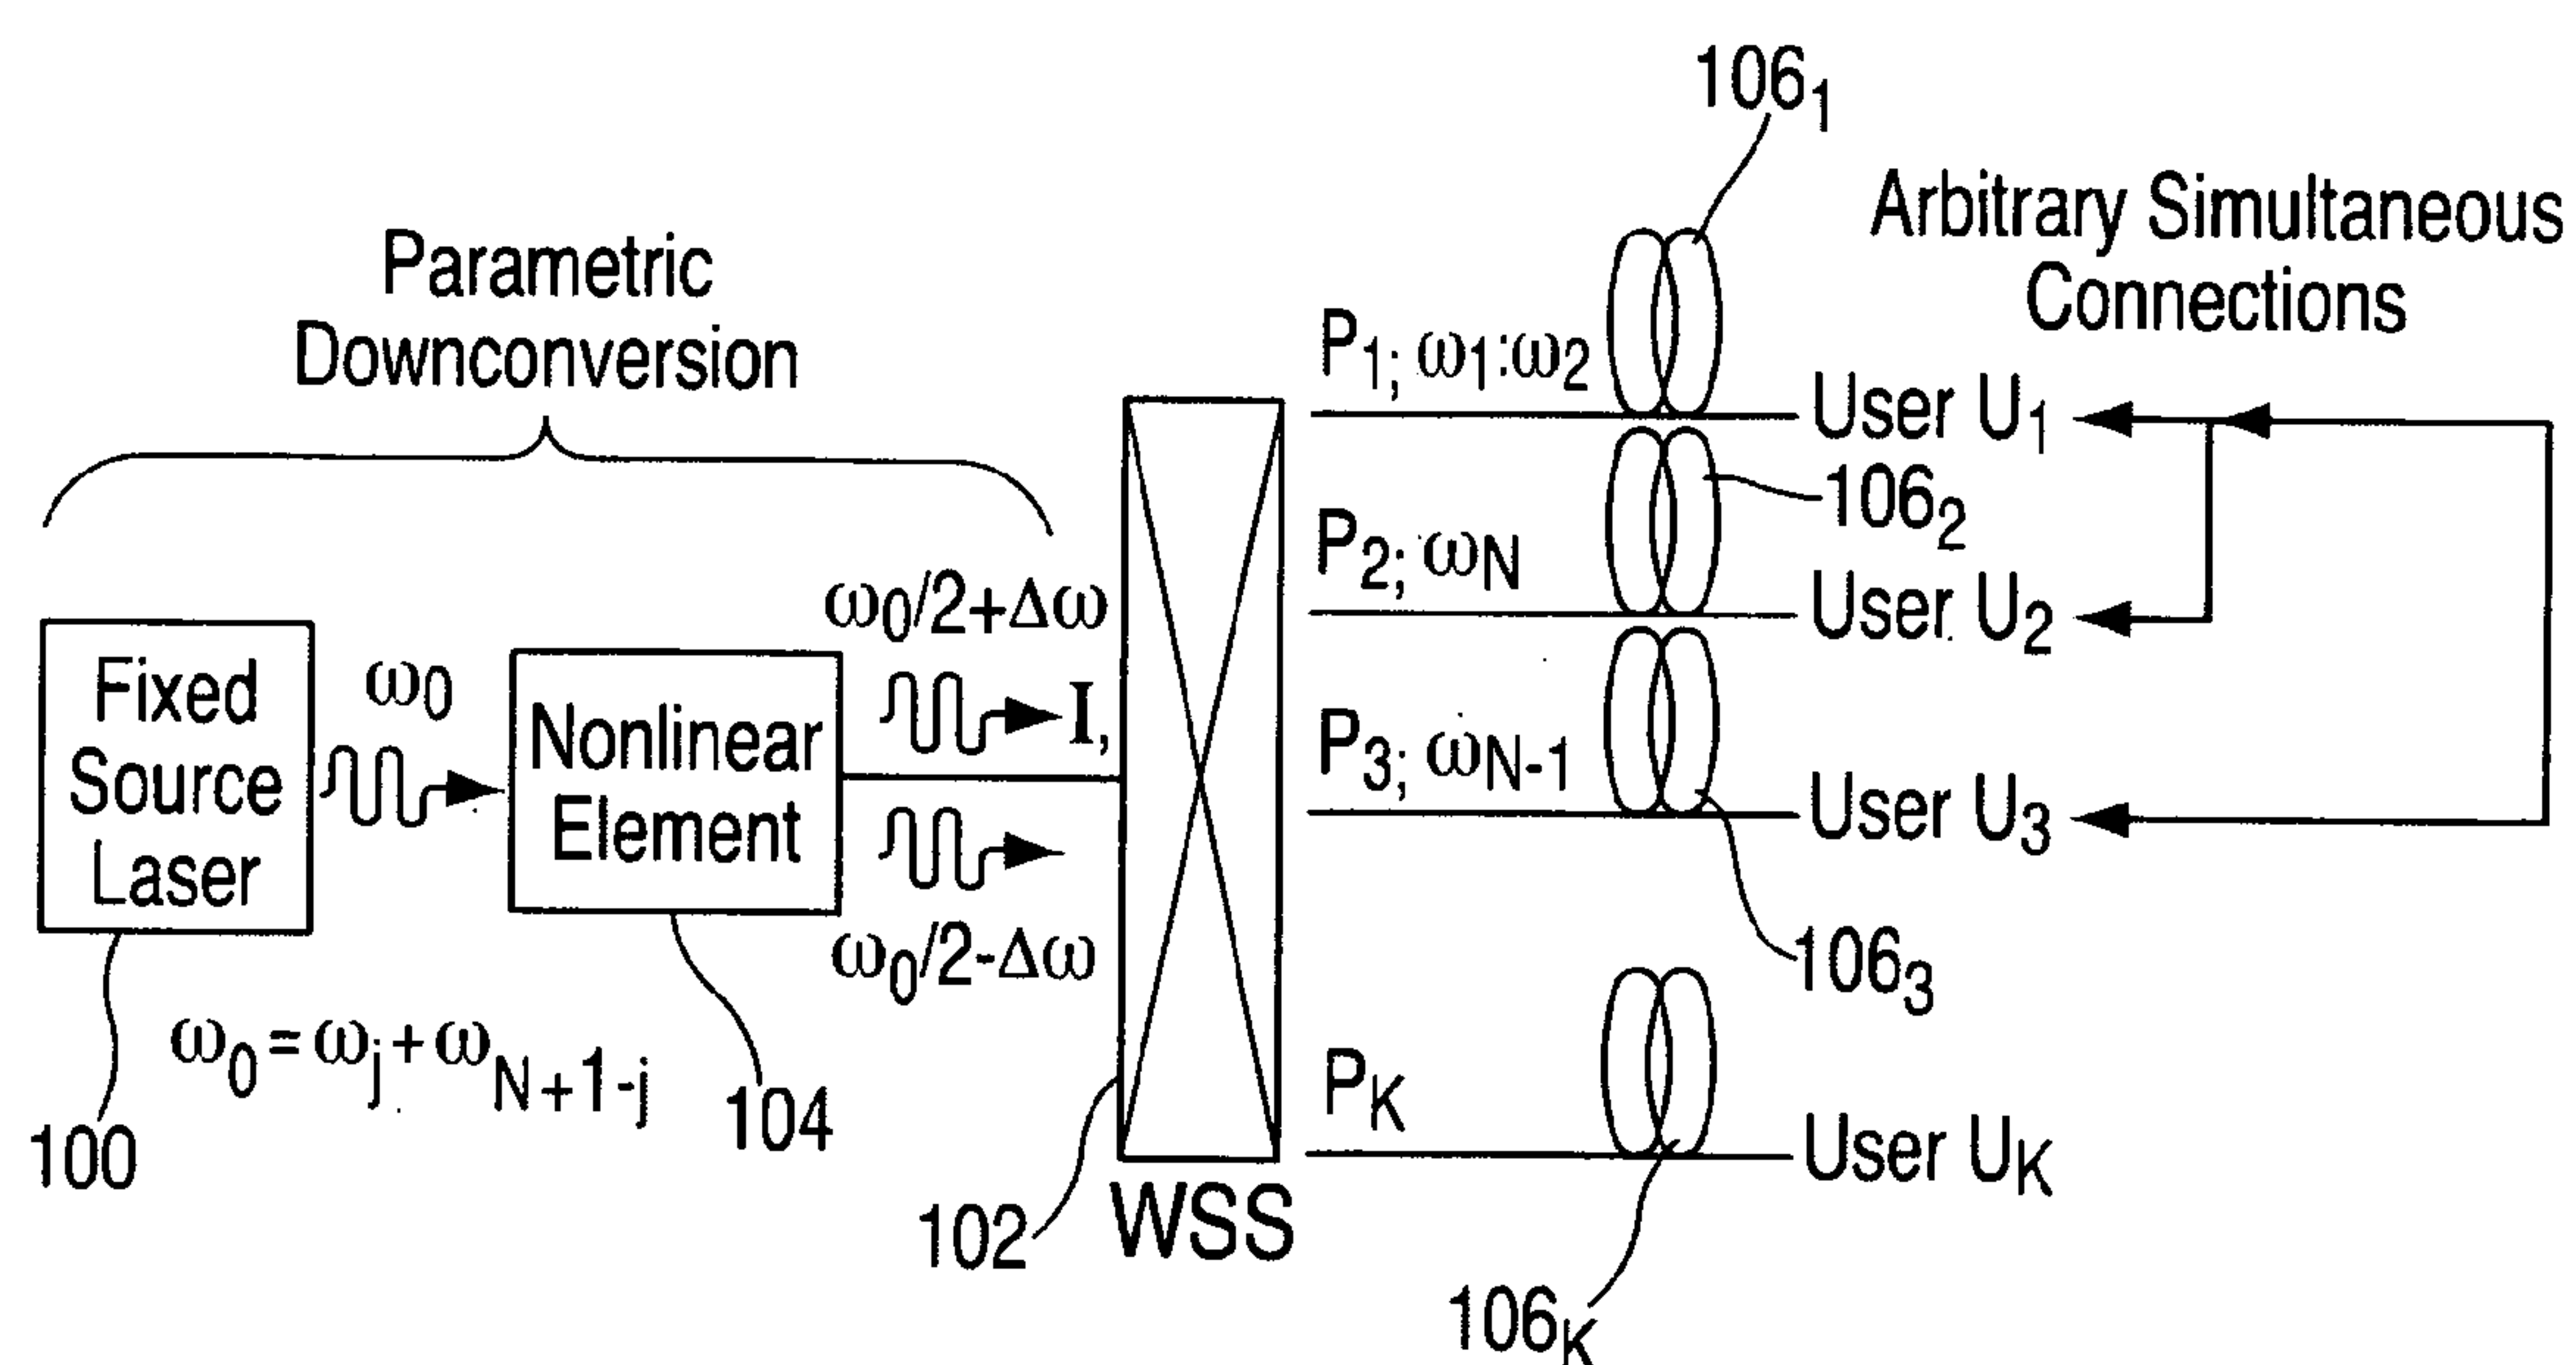 Parametric
Downconversion
Arbitrary Simultaneous
Connections
106₁
P₁; ω₁:ω₂
User U₁
106₂
P₂; ωN
User U₂
P₃; ωN-1
User U₃
106₃
PK
User UK
106K
Fixed
Source
Laser
ω₀
Nonlinear
Element
ω₀/2+Δω
I,
ω₀/2-Δω
ω₀ = ωj + ωN+1-j
100
104
102
WSS